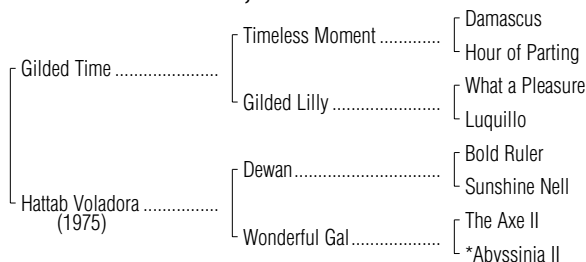 Damascus
Timeless Moment ............
Hour of Parting
Gilded Time .....................
What a Pleasure
Gilded Lilly ......................
Luquillo
Bold Ruler
Dewan.............................
Sunshine Nell
Hattab Voladora ...............
(1975)
The Axe II
Wonderful Gal..................
*Abyssinia II